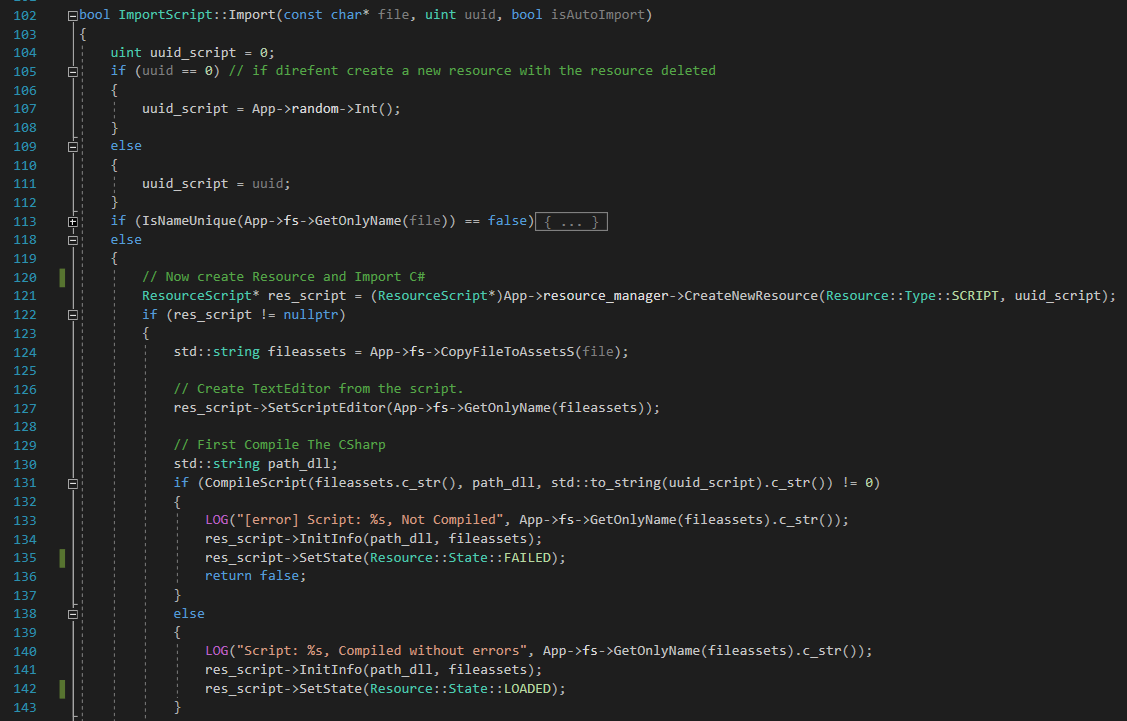 102 bool ImportScript::Import(const char* file, uint uuid, bool isAutoImport)
103 {
104 uint uuid_script = 0;
105 if (uuid == 0) // if direfent create a new resource with the resource deleted
106 {
107 uuid_script = App->random->Int();
108 }
109 else
110 {
111 uuid_script = uuid;
112 }
113 if (IsNameUnique(App->fs->GetOnlyName(file)) == false){ ... }
118 else
119 {
120 // Now create Resource and Import C#
121 ResourceScript* res_script = (ResourceScript*)App->resource_manager->CreateNewResource(Resource::Type::SCRIPT, uuid_script);
122 if (res_script != nullptr)
123 {
124 std::string fileassets = App->fs->CopyFileToAssetsS(file);
125
126 // Create TextEditor from the script.
127 res_script->SetScriptEditor(App->fs->GetOnlyName(fileassets));
128
129 // First Compile The CSharp
130 std::string path_dll;
131 if (CompileScript(fileassets.c_str(), path_dll, std::to_string(uuid_script).c_str()) != 0)
132 {
133 LOG("[error] Script: %s, Not Compiled", App->fs->GetOnlyName(fileassets).c_str());
134 res_script->InitInfo(path_dll, fileassets);
135 res_script->SetState(Resource::State::FAILED);
136 return false;
137 }
138 else
139 {
140 LOG("Script: %s, Compiled without errors", App->fs->GetOnlyName(fileassets).c_str());
141 res_script->InitInfo(path_dll, fileassets);
142 res_script->SetState(Resource::State::LOADED);
143 }